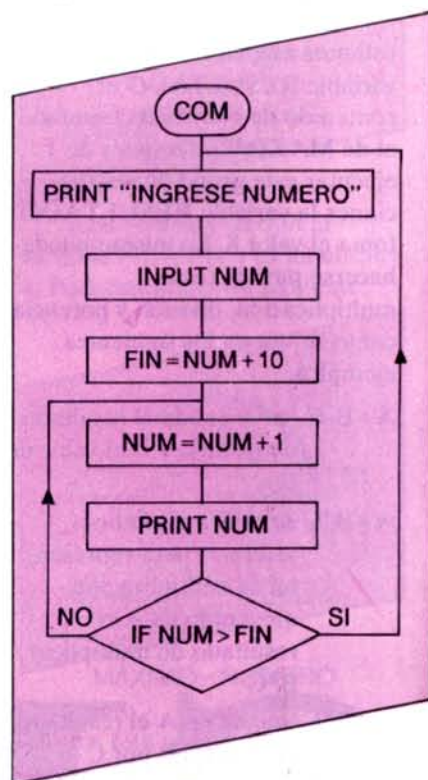 COM
PRINT “INGRESE NUMERO”
INPUT NUM
FIN = NUM + 10
NUM = NUM + 1
PRINT NUM
NO
IF NUM > FIN
SI